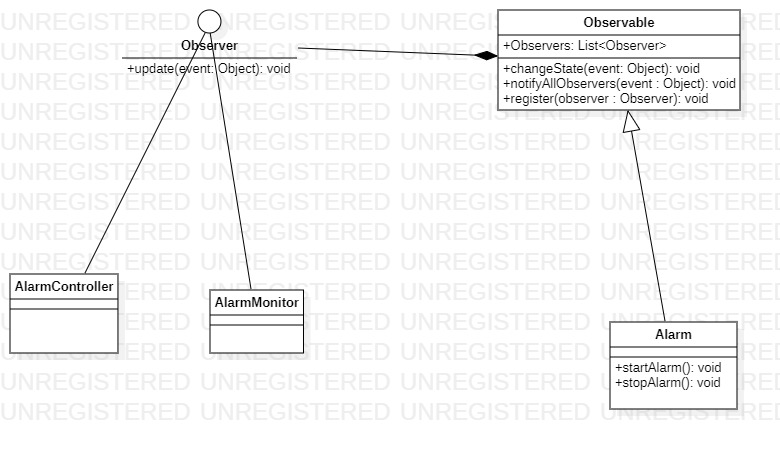 Observer
+update(event: Object): void
Observable
+Observers: List<Observer>
+changeState(event: Object): void
+notifyAllObservers(event : Object): void
+register(observer : Observer): void
AlarmController
AlarmMonitor
Alarm
+startAlarm(): void
+stopAlarm(): void
UNREGISTERED UNREGISTERED UNREGISTERED UNREGISTERED
UNREGISTERED UNREGISTERED UNREGISTERED UNREGISTERED
UNREGISTERED UNREGISTERED UNREGISTERED UNREGISTERED
UNREGISTERED UNREGISTERED UNREGISTERED UNREGISTERED
UNREGISTERED UNREGISTERED UNREGISTERED UNREGISTERED
UNREGISTERED UNREGISTERED UNREGISTERED UNREGISTERED
UNREGISTERED UNREGISTERED UNREGISTERED UNREGISTERED
UNREGISTERED UNREGISTERED UNREGISTERED UNREGISTERED
UNREGISTERED UNREGISTERED UNREGISTERED UNREGISTERED
UNREGISTERED UNREGISTERED UNREGISTERED UNREGISTERED
UNREGISTERED UNREGISTERED UNREGISTERED UNREGISTERED
UNREGISTERED UNREGISTERED UNREGISTERED UNREGISTERED
UNREGISTERED UNREGISTERED UNREGISTERED UNREGISTERED
UNREGISTERED UNREGISTERED UNREGISTERED UNREGISTERED